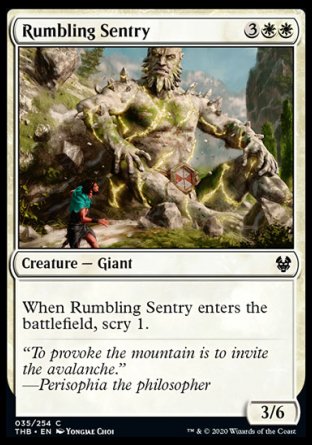 Rumbling Sentry 3
Creature — Giant
When Rumbling Sentry enters the
battlefield, scry 1.
"To provoke the mountain is to invite
the avalanche."
—Perisophia the philosopher
3/6
035/254 C
THB • EN Yongjae Choi
™ & © 2020 Wizards of the Coast